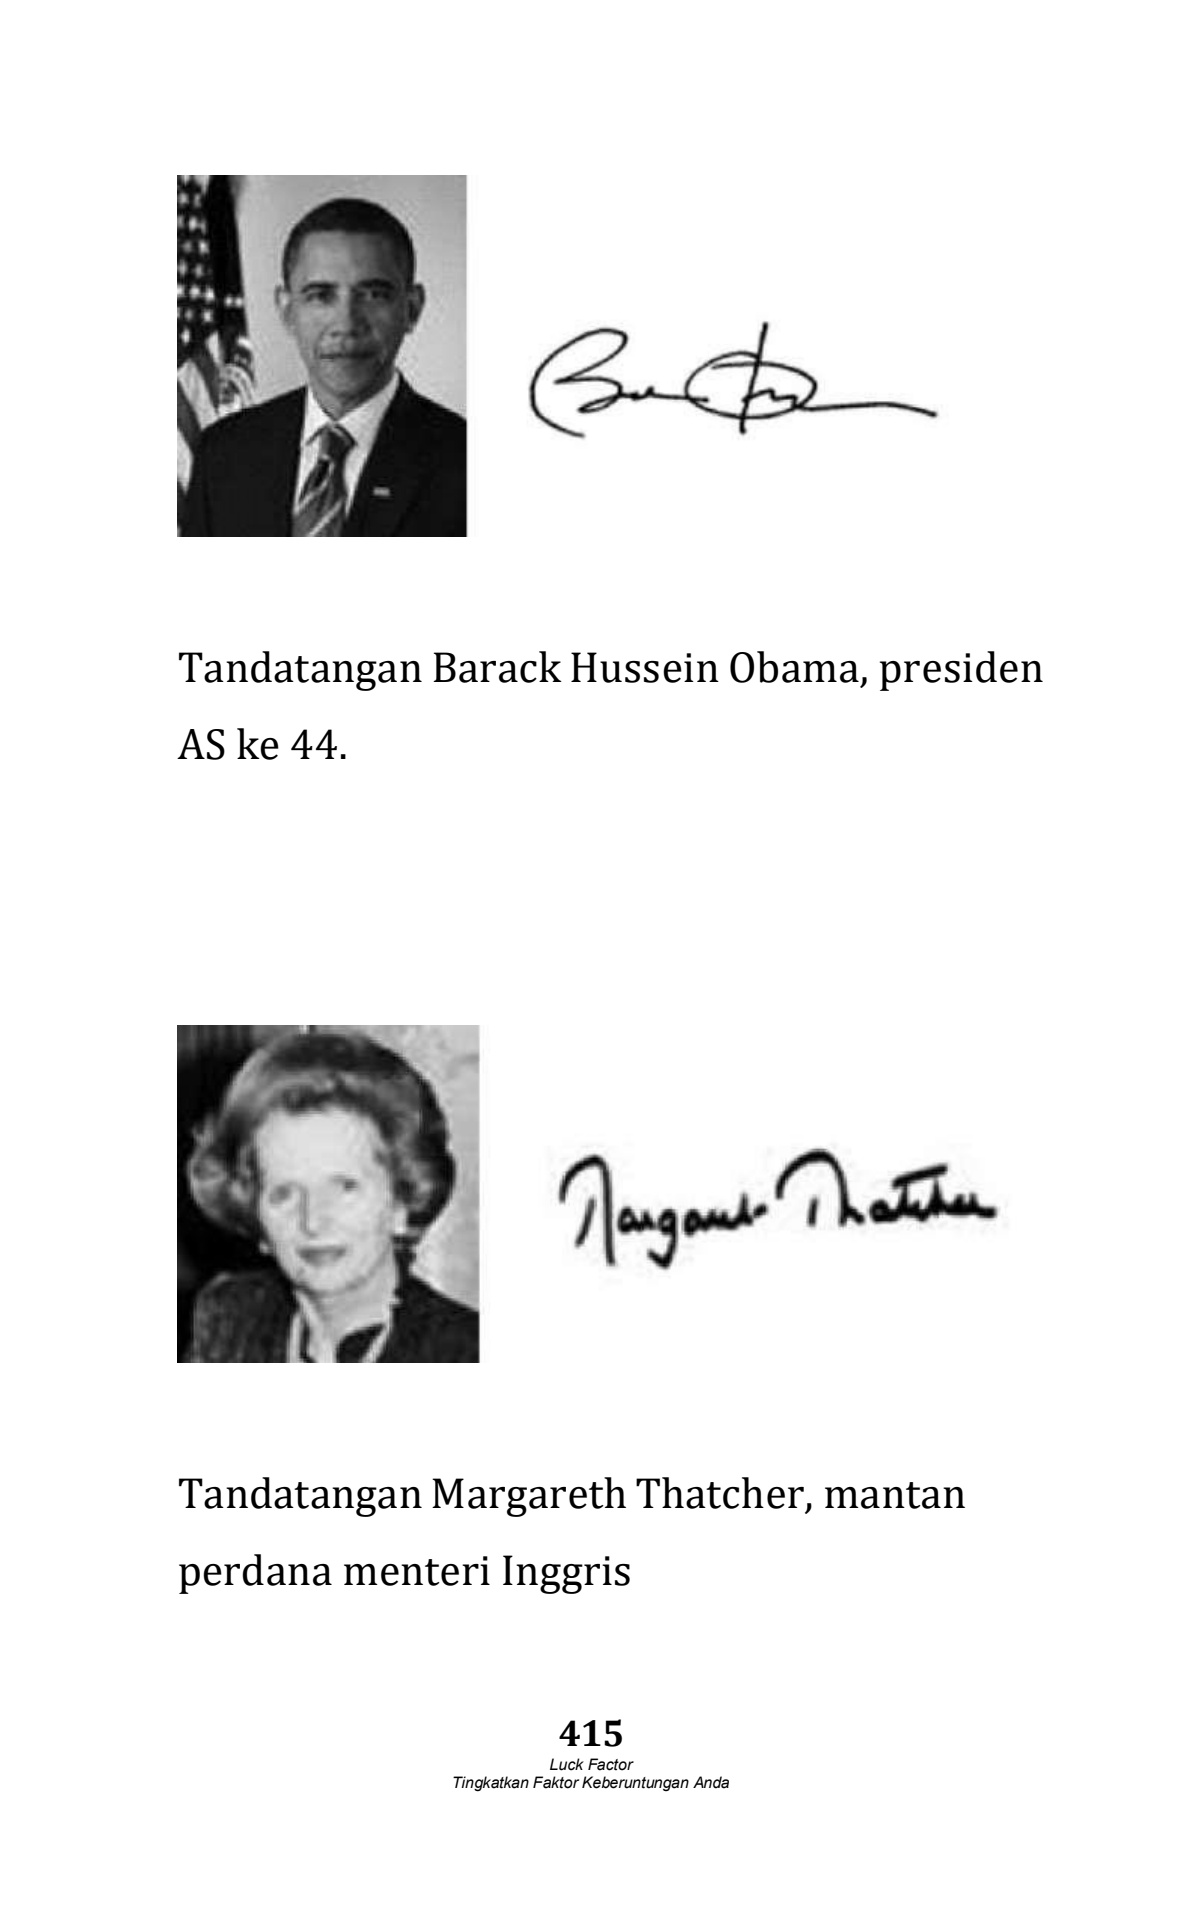 Tandatangan Barack Hussein Obama, presiden
AS ke 44.
Margaret Thatcher
Tandatangan Margareth Thatcher, mantan
perdana menteri Inggris
415
Luck Factor
Tingkatkan Faktor Keberuntungan Anda